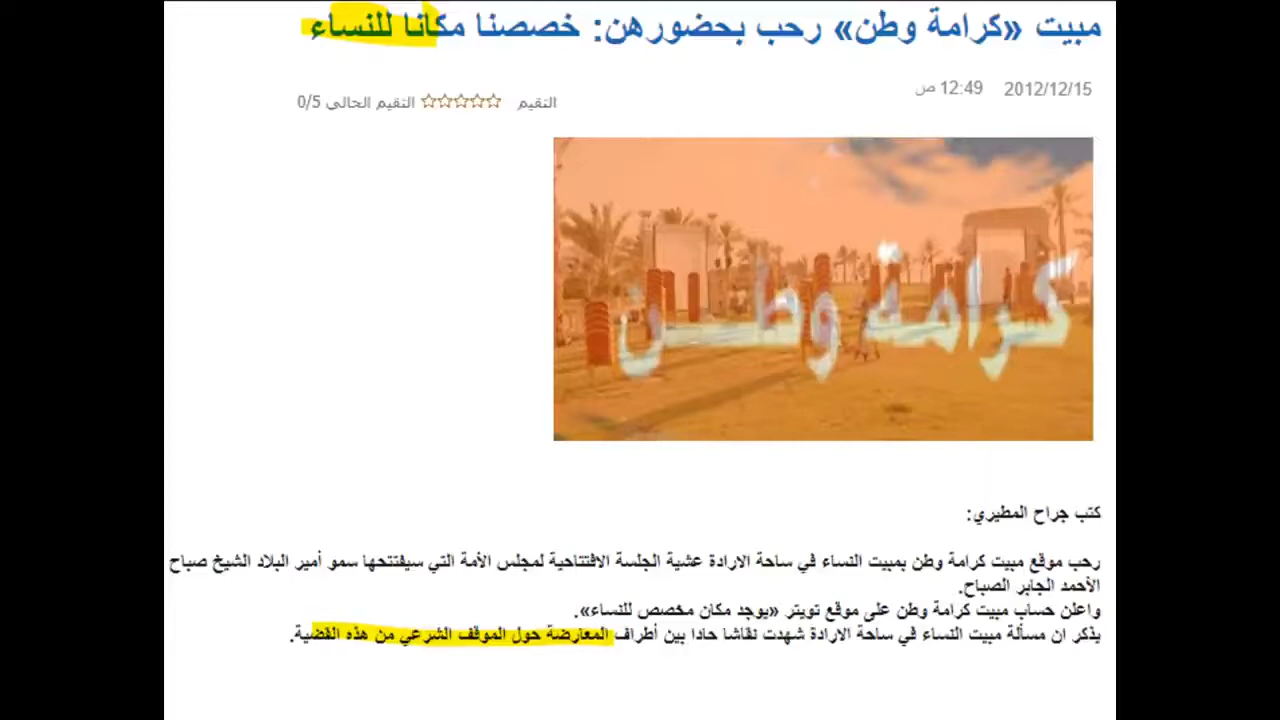 مبيت «كرامة وطن» رحب بحضورهن: خصصنا مكانا للنساء
2012/12/15 12:49 ص
التقيم التقيم الحالي 0/5
كرامة وطن
كتب جراح المطيري:
رحب موقع مبيت كرامة وطن بمبيت النساء في ساحة الارادة عشية الجلسة الافتتاحية لمجلس الأمة التي سيفتتحها سمو أمير البلاد الشيخ صباح
الأحمد الجابر الصباح.
واعلن حساب مبيت كرامة وطن على موقع تويتر «يوجد مكان مخصص للنساء».
يذكر ان مسألة مبيت النساء في ساحة الارادة شهدت نقاشا حادا بين أطراف المعارضة حول الموقف الشرعي من هذه القضية.